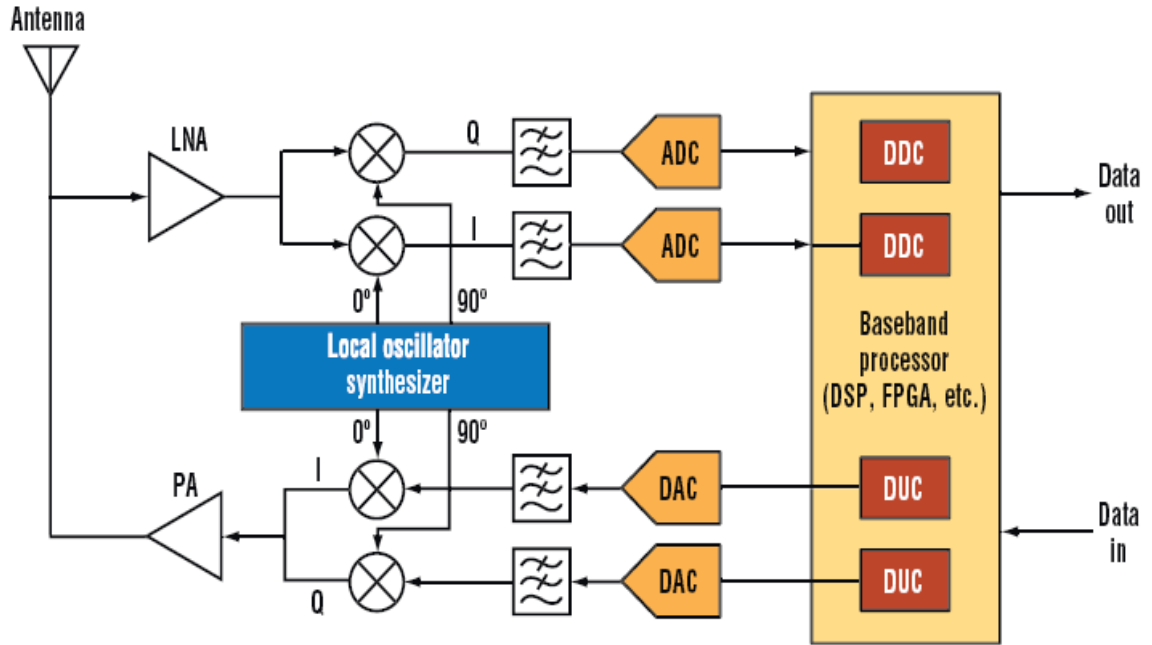 Antenna
LNA
Q
ADC
DDC
Data
out
I
ADC
DDC
0º
90º
Local oscillator
synthesizer
Baseband
processor
(DSP, FPGA, etc.)
0º
90º
I
DAC
DUC
PA
Data
in
Q
DAC
DUC